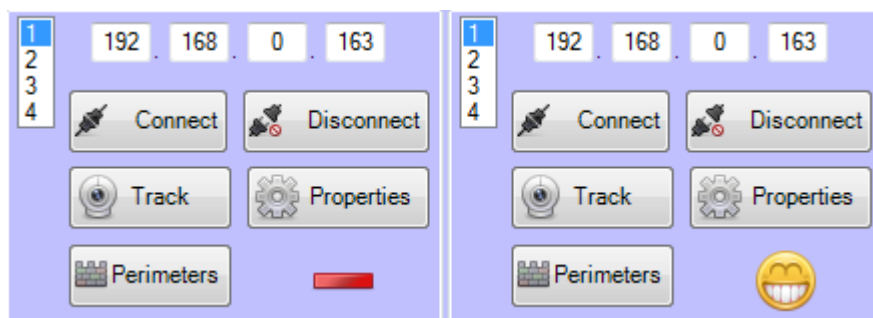 1
2
3
4
192 . 168 . 0 . 163
Connect
Disconnect
Track
Properties
Perimeters
1
2
3
4
192 . 168 . 0 . 163
Connect
Disconnect
Track
Properties
Perimeters